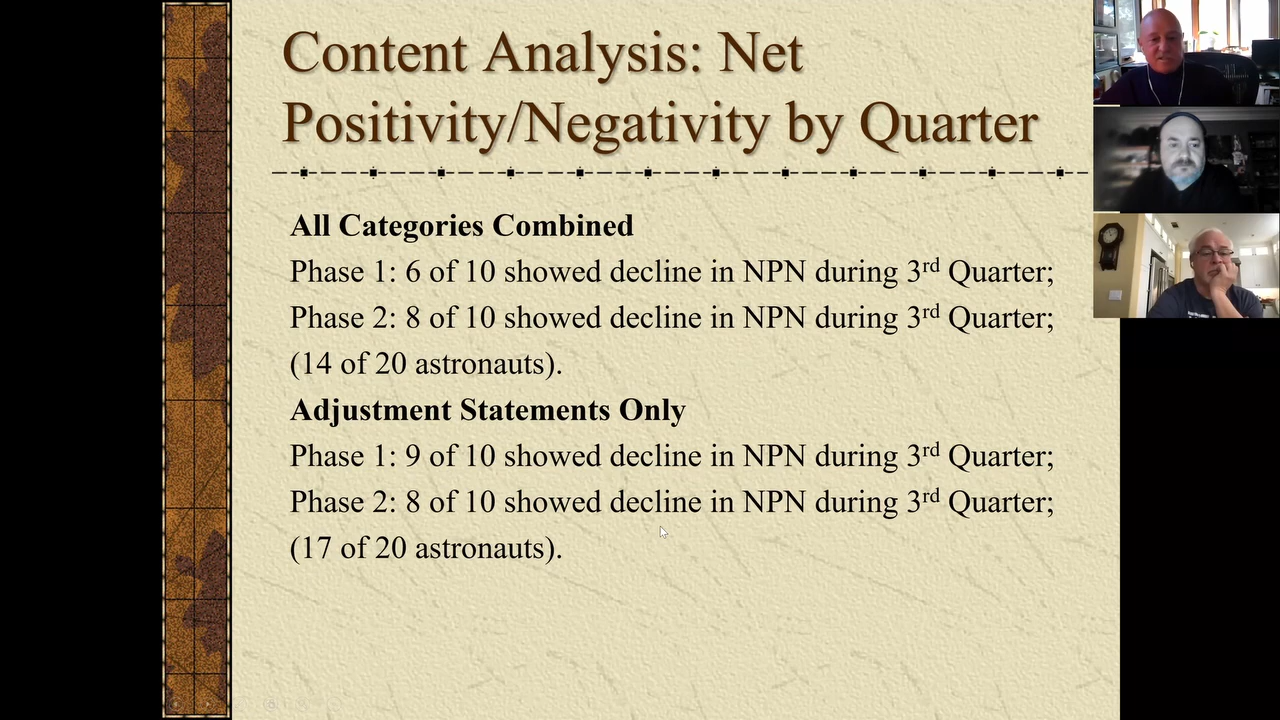 Content Analysis: Net
Positivity/Negativity by Quarter
All Categories Combined
Phase 1: 6 of 10 showed decline in NPN during 3rd Quarter;
Phase 2: 8 of 10 showed decline in NPN during 3rd Quarter;
(14 of 20 astronauts).
Adjustment Statements Only
Phase 1: 9 of 10 showed decline in NPN during 3rd Quarter;
Phase 2: 8 of 10 showed decline in NPN during 3rd Quarter;
(17 of 20 astronauts).